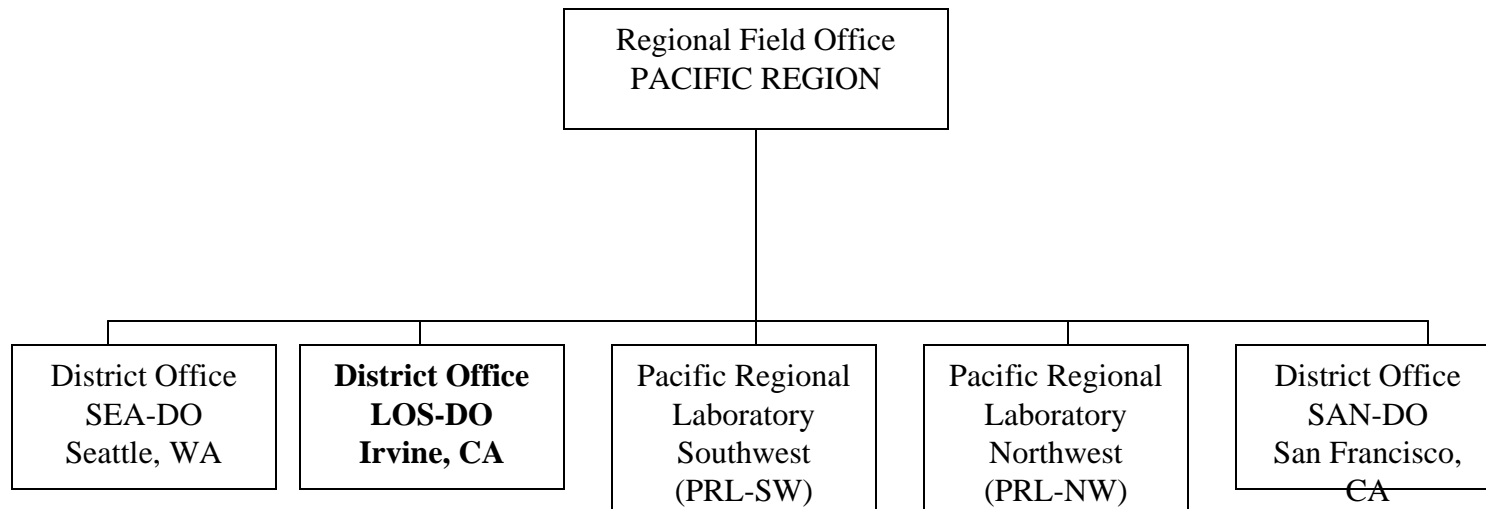 Regional Field Office
PACIFIC REGION
District Office
SEA-DO
Seattle, WA
District Office
LOS-DO
Irvine, CA
Pacific Regional
Laboratory
Southwest
(PRL-SW)
Pacific Regional
Laboratory
Northwest
(PRL-NW)
District Office
SAN-DO
San Francisco,
CA